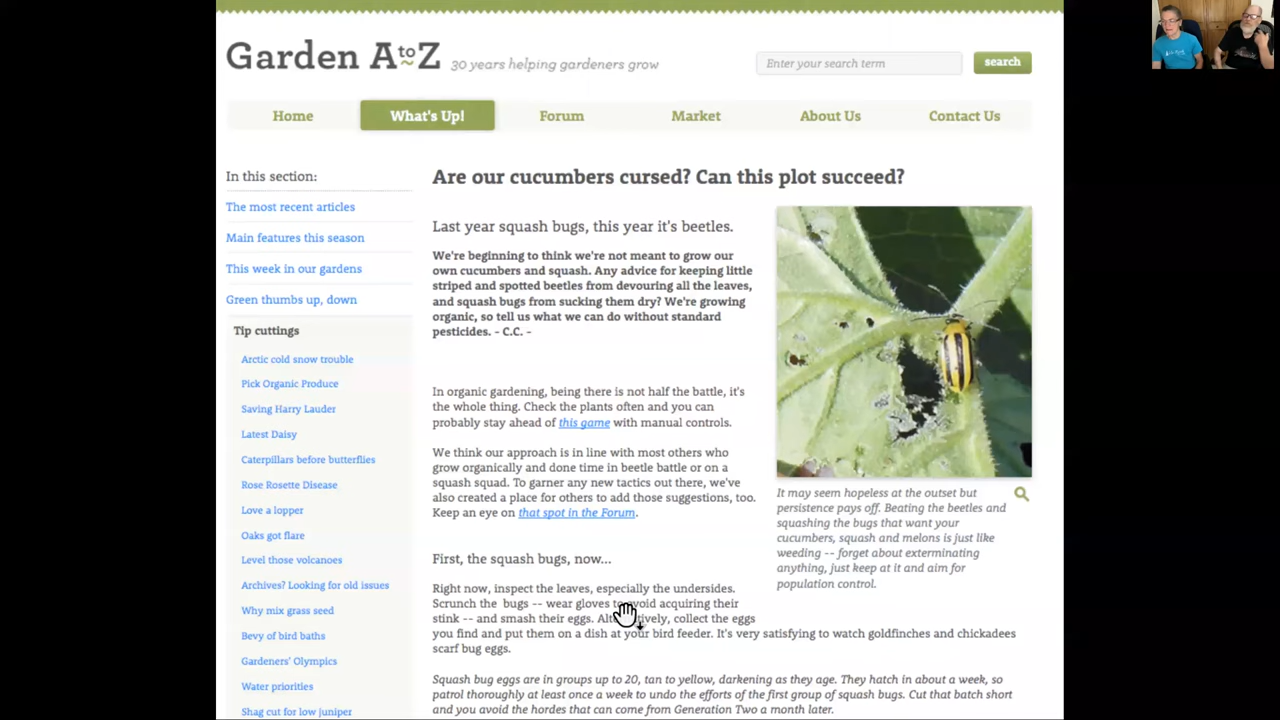 Garden A to Z 30 years helping gardeners grow
Enter your search term
search
Home What's Up! Forum Market About Us Contact Us
In this section:
The most recent articles
Main features this season
This week in our gardens
Green thumbs up, down
Tip cuttings
Arctic cold snow trouble
Pick Organic Produce
Saving Harry Lauder
Latest Daisy
Caterpillars before butterflies
Rose Rosette Disease
Love a lopper
Oaks got flare
Level those volcanoes
Archives? Looking for old issues
Why mix grass seed
Bevy of bird baths
Gardeners' Olympics
Water priorities
Shag cut for low juniper
Are our cucumbers cursed? Can this plot succeed?
Last year squash bugs, this year it's beetles.
We're beginning to think we're not meant to grow our
own cucumbers and squash. Any advice for keeping little
striped and spotted beetles from devouring all the leaves,
and squash bugs from sucking them dry? We're growing
organic, so tell us what we can do without standard
pesticides. - C.C. -
In organic gardening, being there is not half the battle, it's
the whole thing. Check the plants often and you can
probably stay ahead of this game with manual controls.
We think our approach is in line with most others who
grow organically and done time in beetle battle or on a
squash squad. To garner any new tactics out there, we've
also created a place for others to add those suggestions, too.
Keep an eye on that spot in the Forum.
It may seem hopeless at the outset but
persistence pays off. Beating the beetles and
squashing the bugs that want your
cucumbers, squash and melons is just like
weeding -- forget about exterminating
anything, just keep at it and aim for
population control.
First, the squash bugs, now...
Right now, inspect the leaves, especially the undersides.
Scrunch the bugs -- wear gloves to avoid acquiring their
stink -- and smash their eggs. Alternatively, collect the eggs
you find and put them on a dish at your bird feeder. It's very satisfying to watch goldfinches and chickadees
scarf bug eggs.
Squash bug eggs are in groups up to 20, tan to yellow, darkening as they age. They hatch in about a week, so
patrol thoroughly at least once a week to undo the efforts of the first group of squash bugs. Cut that batch short
and you avoid the hordes that can come from Generation Two a month later.